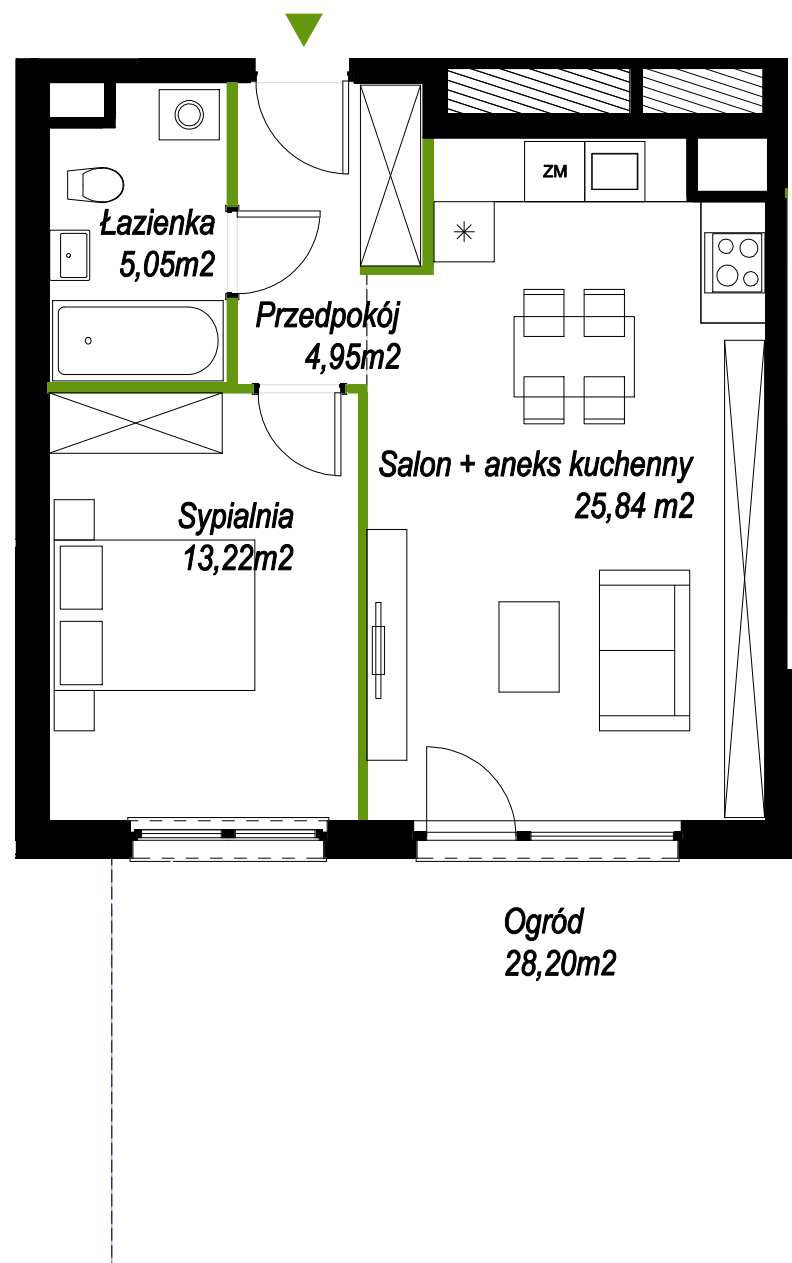 ZM
Łazienka
5,05m2
Przedpokój
4,95m2
Salon + aneks kuchenny
25,84 m2
Sypialnia
13,22m2
Ogród
28,20m2